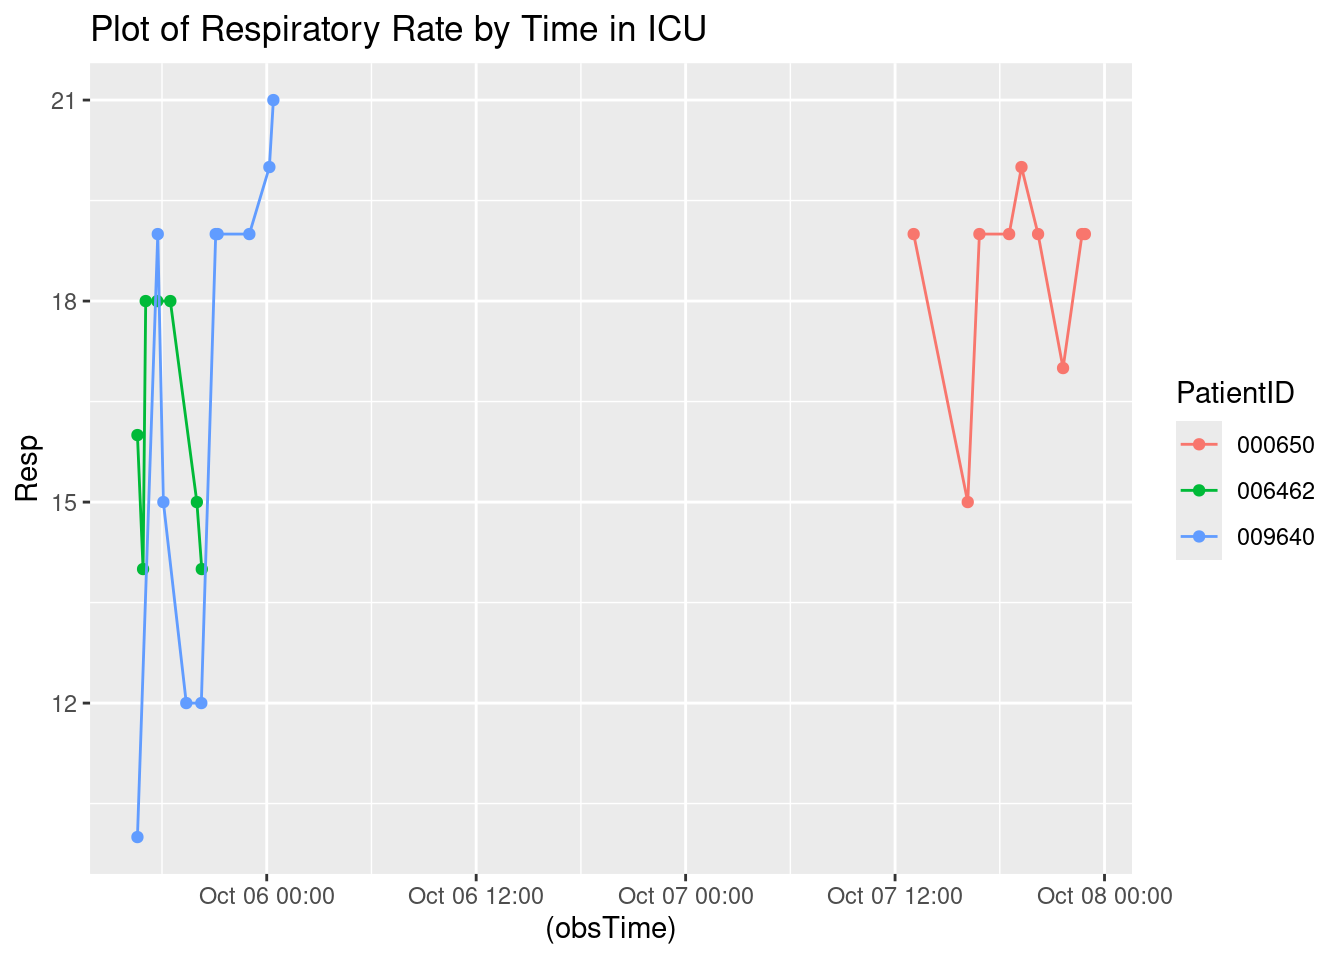 Plot of Respiratory Rate by Time in ICU
21
18
15
12
Resp
Oct 06 00:00
Oct 06 12:00
Oct 07 00:00
Oct 07 12:00
Oct 08 00:00
(obsTime)
PatientID
000650
006462
009640